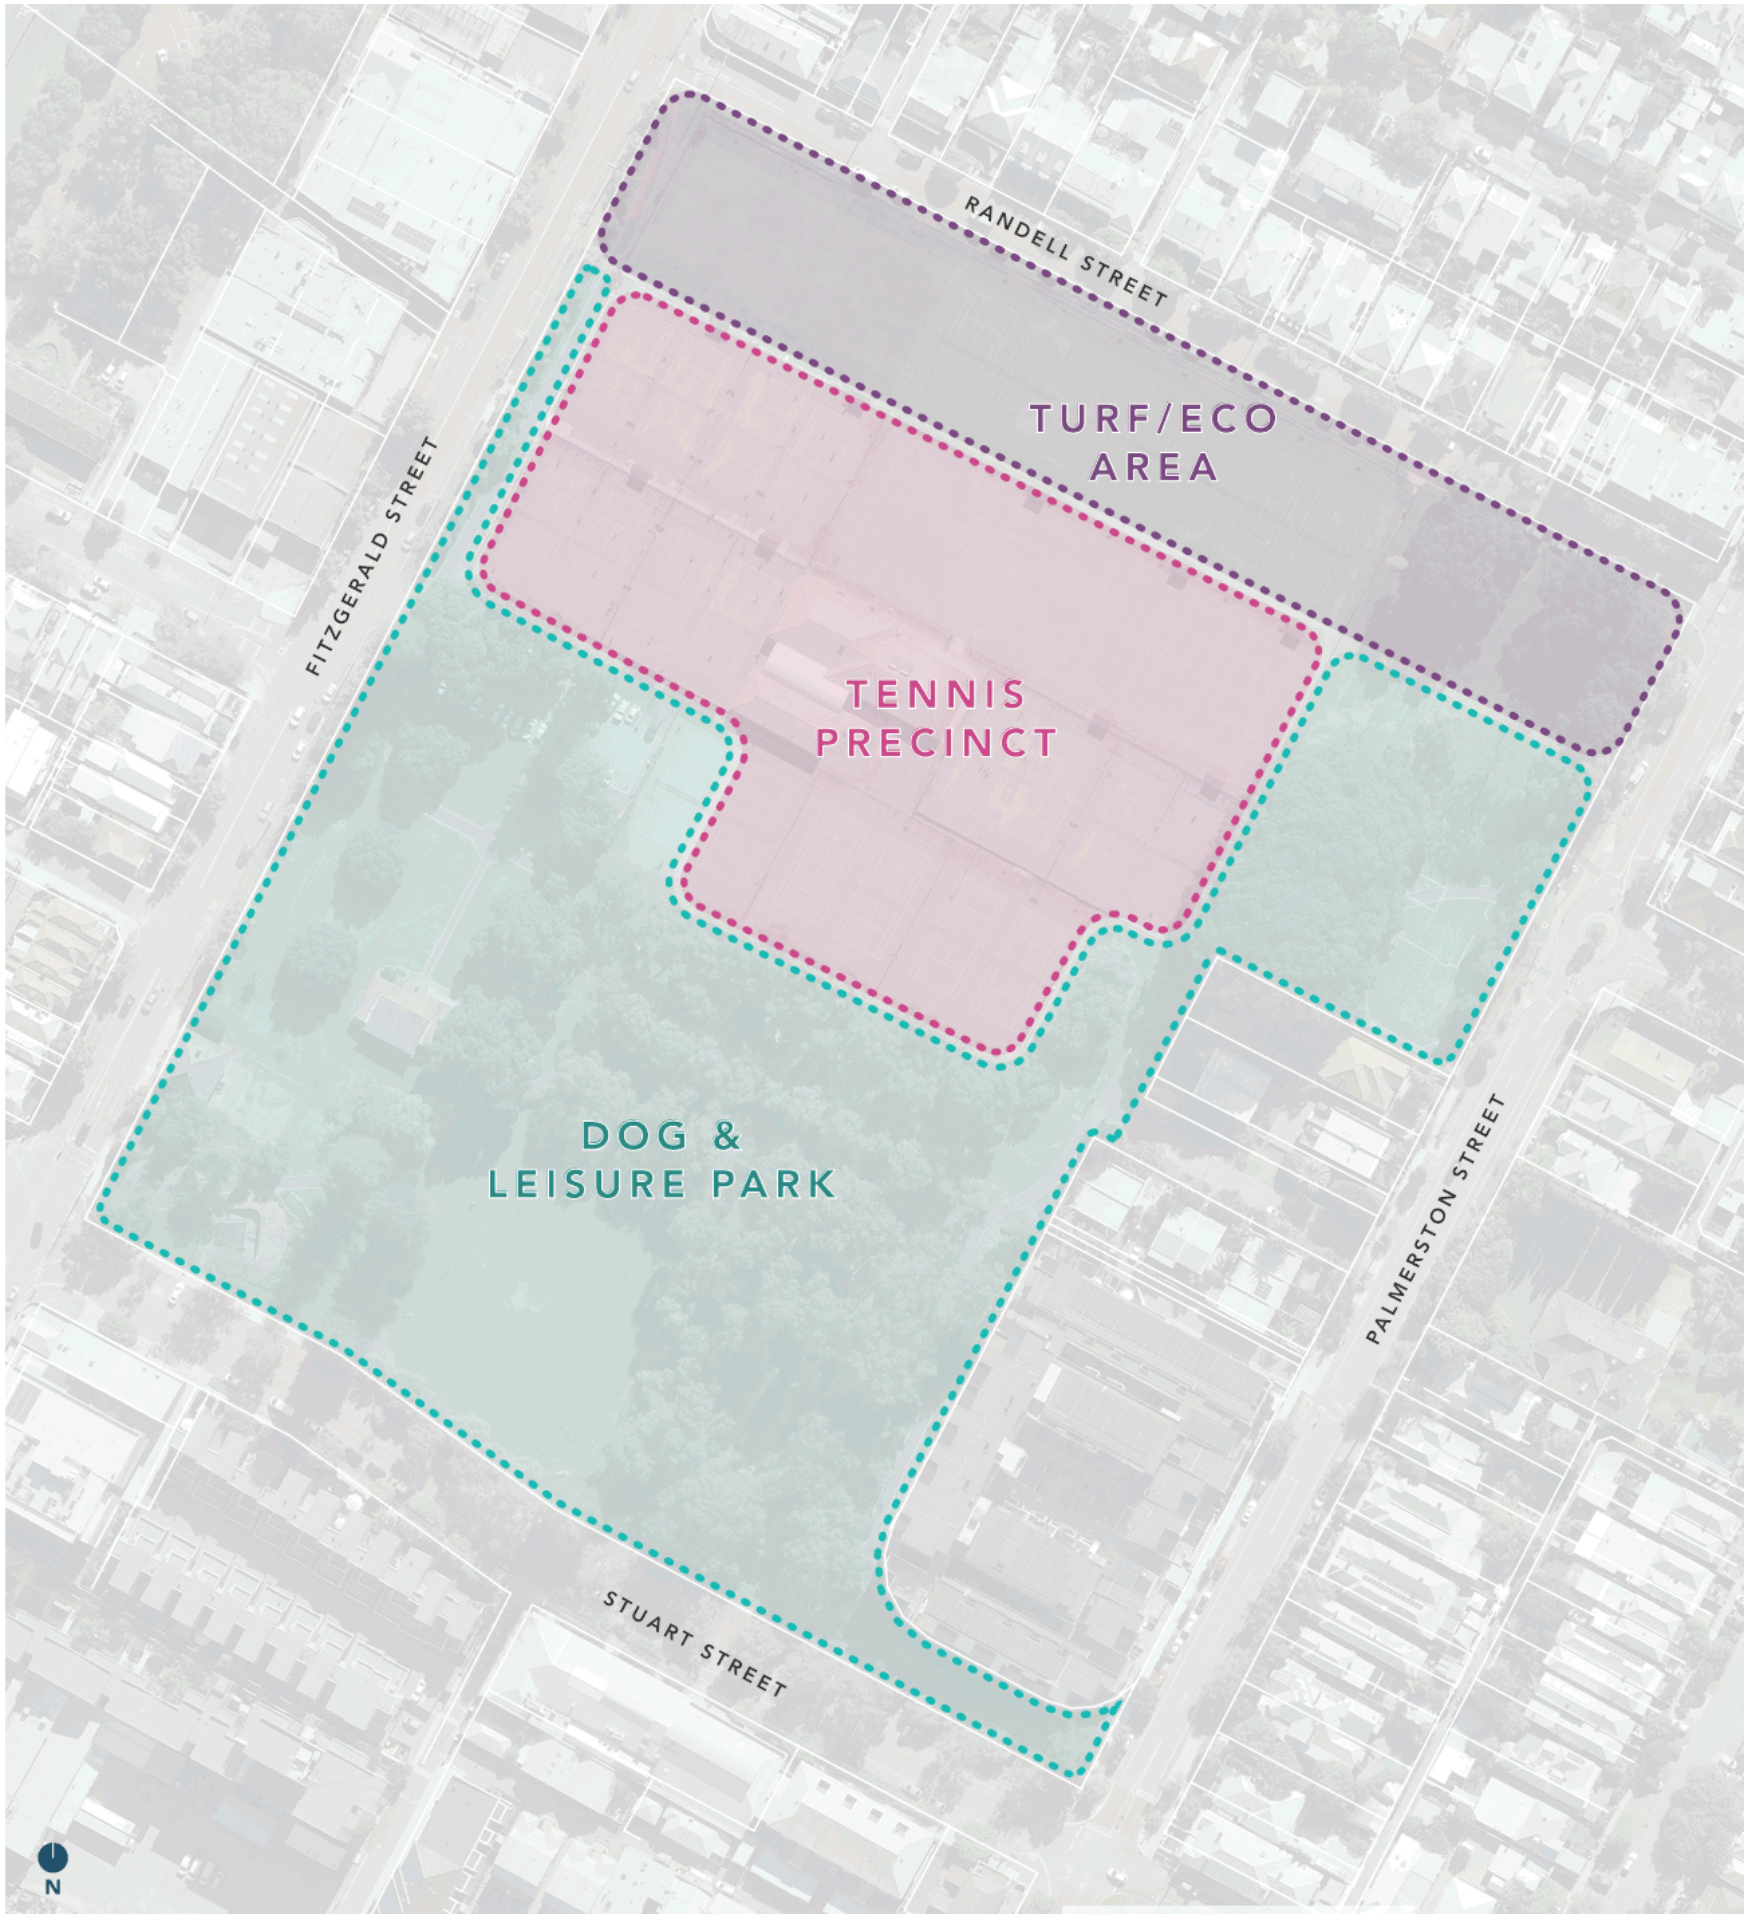 RANDELL STREET
TURF/ECO
AREA
FITZGERALD STREET
TENNIS
PRECINCT
DOG &
LEISURE PARK
PALMERSTON STREET
STUART STREET
N